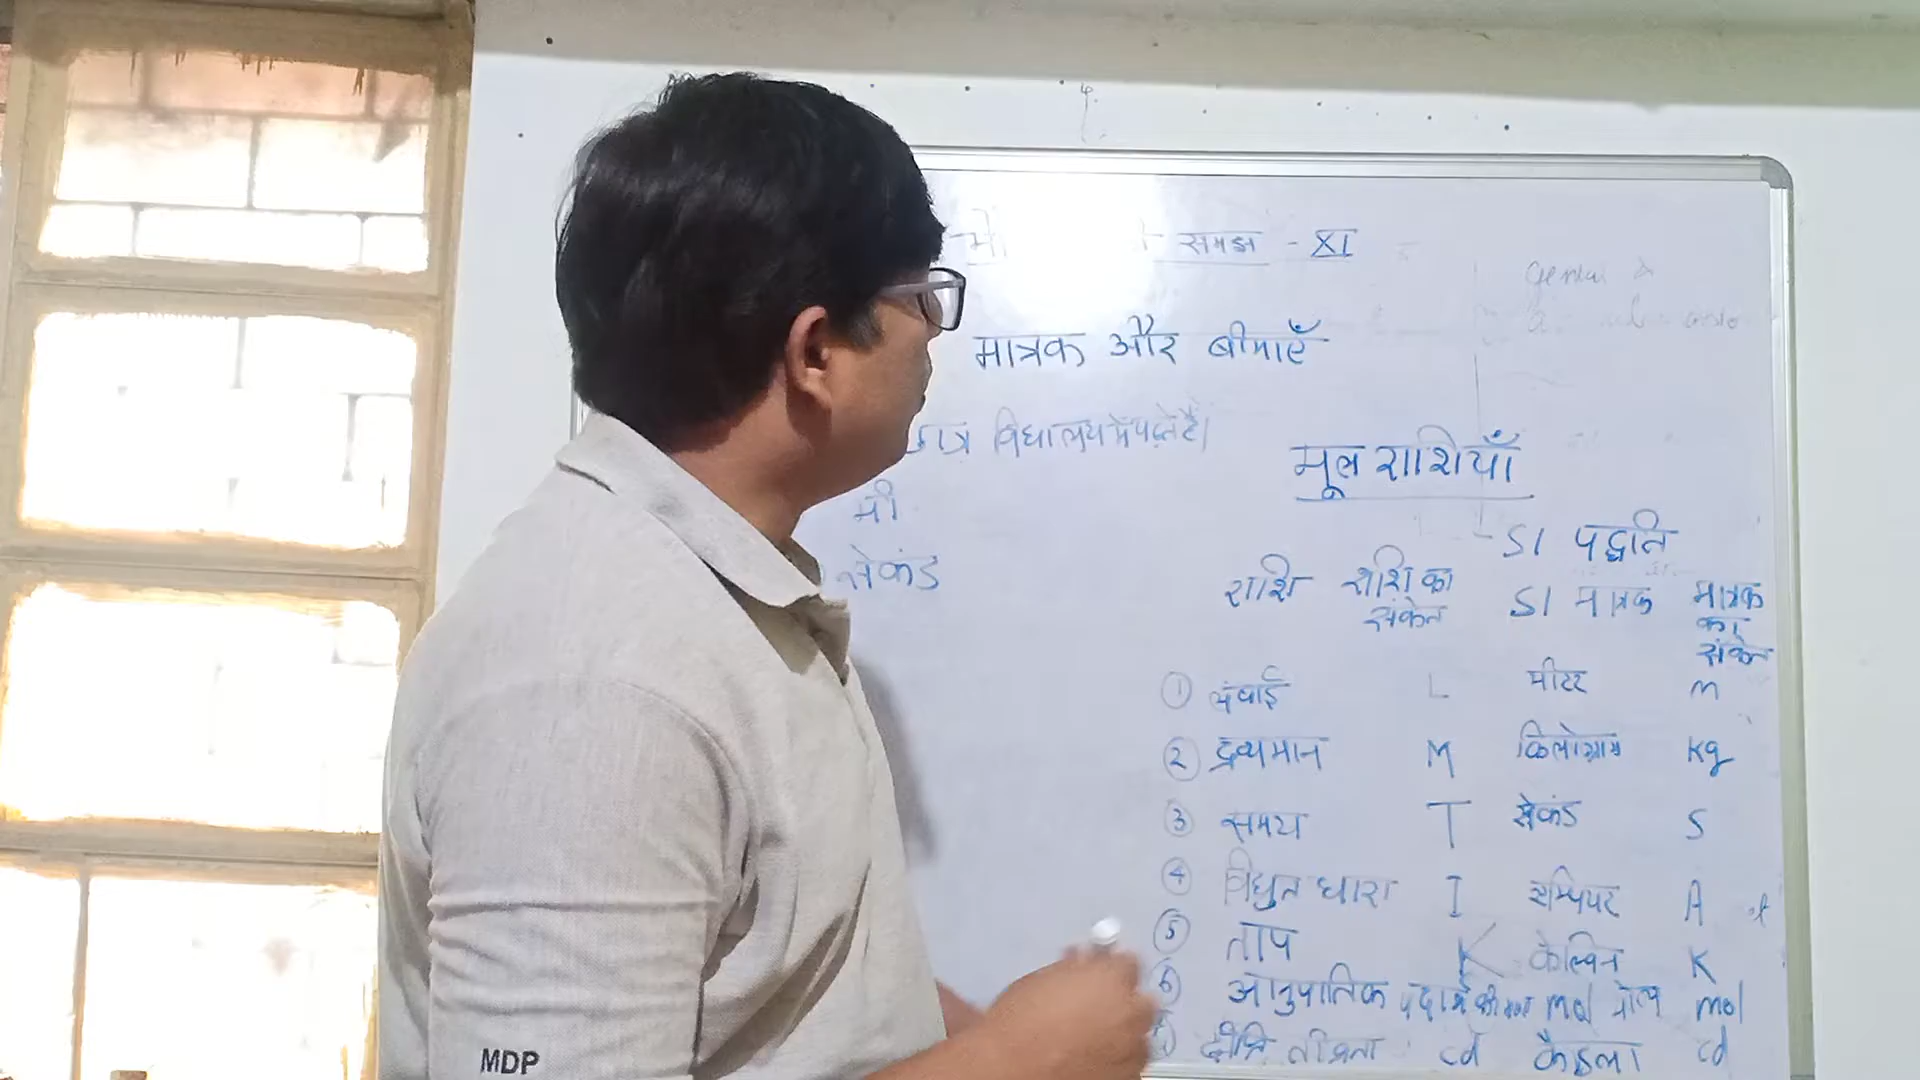 समझ - XI
मात्रक और बीमाएँ
छात्र विधालय में पढ़ते हैं।
मूल राशियाँ
मी
सेकंड
SI पद्धति
राशि राशि का संकेत SI मात्रक मात्रक का संकेत
① लंबाई L मीटर m
② द्रव्यमान M किलोग्राम Kg
③ समय T सेकंड S
④ विधुत धारा I एम्पियर A
⑤ ताप K केल्विन K
⑥ आनुपातिक पदार्थ की mol मोल mol
दीप्ति तीव्रता cd कैंडला cd
MDP